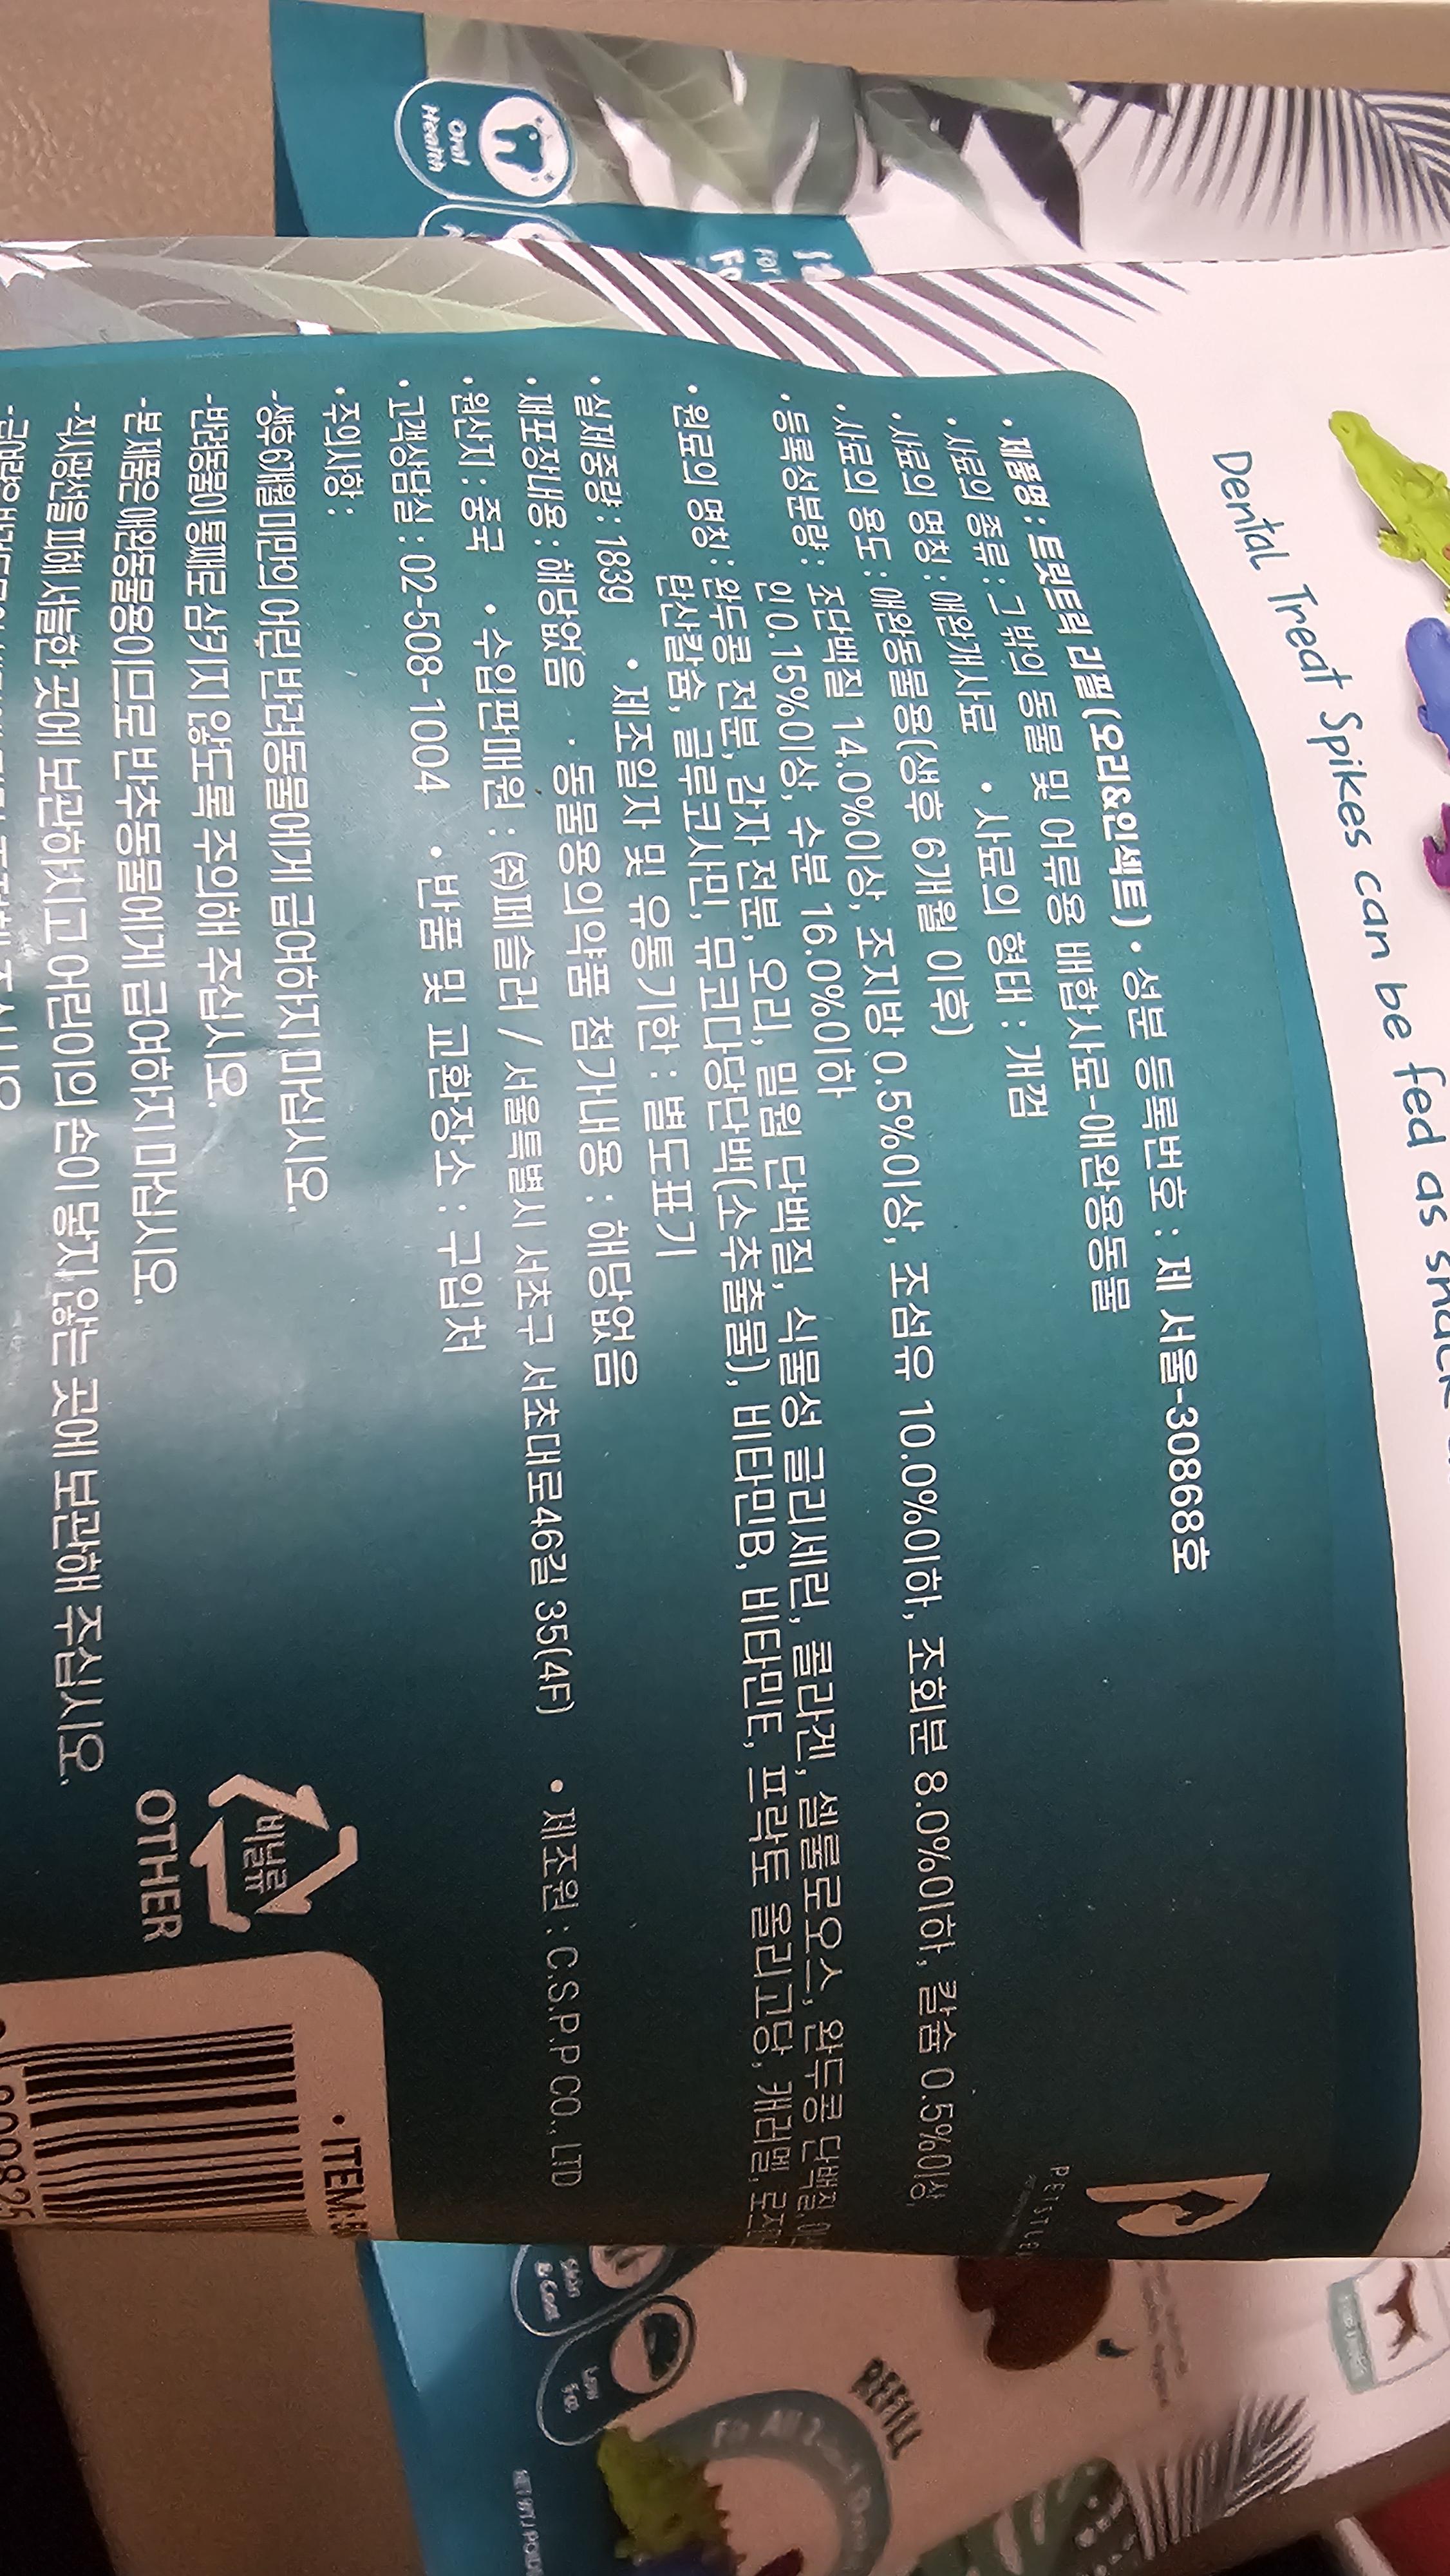 Dental Treat Spikes can be fed as snack
• 제품명 : 트릿트리 리필 (오리&인섹트) • 성분 등록번호 : 제 서울-30868호
• 사료의 종류 : 그 밖의 동물 및 어류용 배합사료-애완용동물
• 사료의 명칭 : 애완개사료 • 사료의 형태 : 개껌
• 사료의 용도 : 애완동물용(생후 6개월 이후)
• 등록성분량 : 조단백질 14.0%이상, 조지방 0.5%이상, 조섬유 10.0%이하, 조회분 8.0%이하, 칼슘 0.5%이상,
인0.15%이상, 수분 16.0%이하
• 원료의 명칭 : 완두콩 전분, 감자 전분, 오리, 밀웜 단백질, 식물성 글리세린, 콜라겐, 셀룰로오스, 완두콩 단백질,
탄산칼슘, 글루코사민, 뮤코다당단백(소추출물), 비타민B, 비타민E, 프락토 올리고당, 캐러멜,
• 실제중량 : 183g • 제조일자 및 유통기한 : 별도표기
• 재포장내용 : 해당없음 · 동물용의약품 첨가내용 : 해당없음
• 원산지 : 중국 • 수입판매원 : (주)페슬러 / 서울특별시 서초구 서초대로46길 35(4F) • 제조원 : C.S.P.P CO., LTD
• 고객상담실 : 02-508-1004 • 반품 및 교환장소 : 구입처
• 주의사항 :
-생후 6개월 미만의 어린 반려동물에게 급여하지 마십시오.
-반려동물이 통째로 삼키지 않도록 주의해 주십시오.
-본 제품은 애완동물용이므로 반추동물에게 급여하지 마십시오.
-직사광선을 피해 서늘한 곳에 보관하시고 어린이의 손이 닿지 않는 곳에 보관해 주십시오.
비닐류
OTHER
• ITEM:
Oral
Health
For
Skin
& Coat
Low
Fat
REFILL